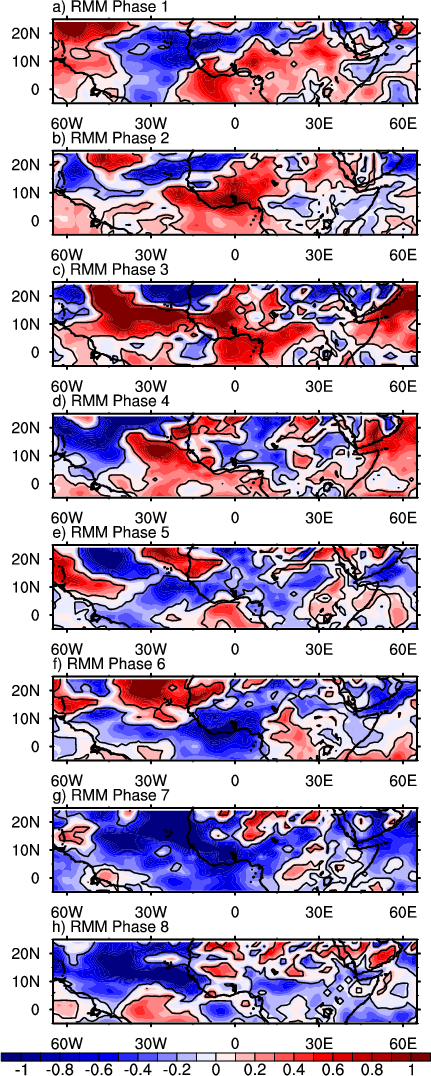 a) RMM Phase 1
20N
10N
0
60W 30W 0 30E 60E
b) RMM Phase 2
20N
10N
0
60W 30W 0 30E 60E
c) RMM Phase 3
20N
10N
0
60W 30W 0 30E 60E
d) RMM Phase 4
20N
10N
0
60W 30W 0 30E 60E
e) RMM Phase 5
20N
10N
0
60W 30W 0 30E 60E
f) RMM Phase 6
20N
10N
0
60W 30W 0 30E 60E
g) RMM Phase 7
20N
10N
0
60W 30W 0 30E 60E
h) RMM Phase 8
20N
10N
0
60W 30W 0 30E 60E
-1 -0.8 -0.6 -0.4 -0.2 0 0.2 0.4 0.6 0.8 1